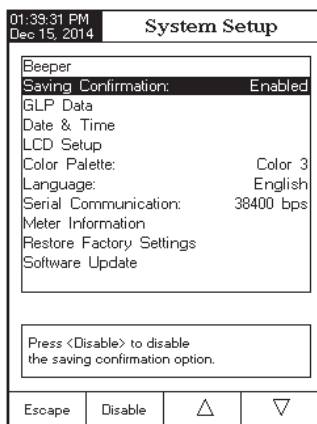 01:39:31 PM
Dec 15, 2014
System Setup
Beeper
Saving Confirmation: Enabled
GLP Data
Date & Time
LCD Setup
Color Palette: Color 3
Language: English
Serial Communication: 38400 bps
Meter Information
Restore Factory Settings
Software Update
Press <Disable> to disable
the saving confirmation option.
Escape Disable △ ▽